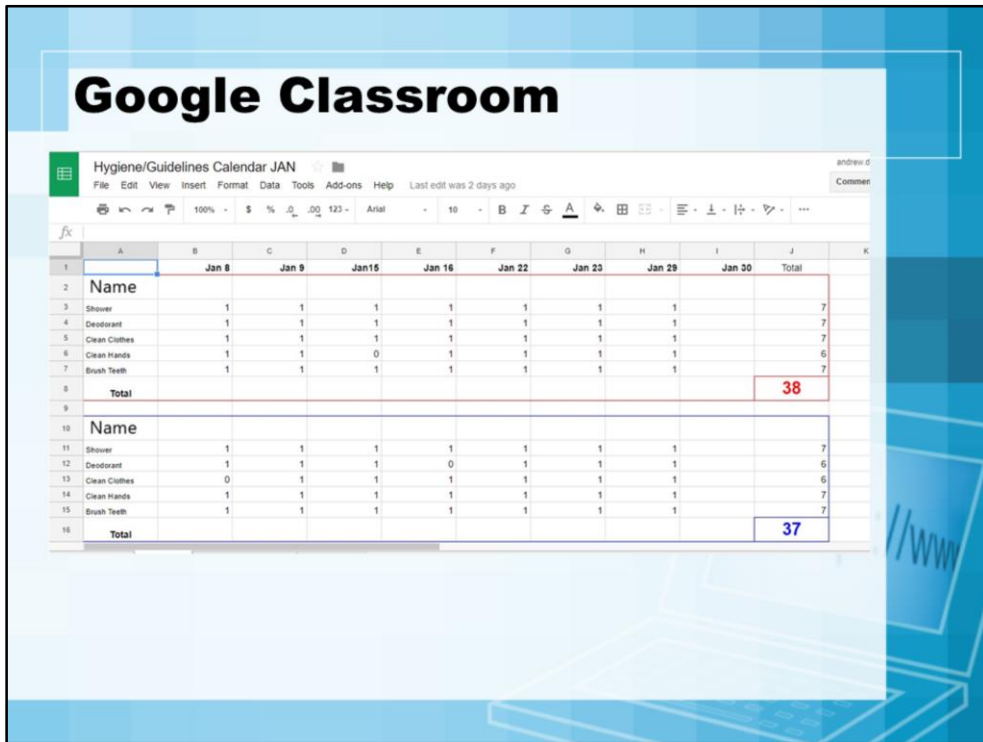 Google Classroom
Hygiene/Guidelines Calendar JAN
andrew d
File Edit View Insert Format Data Tools Add-ons Help Last edit was 2 days ago
Commen
100% $ % .0 .00 123 Arial 10 B I S A
fx
A B C D E F G H I J K
1 Jan 8 Jan 9 Jan15 Jan 16 Jan 22 Jan 23 Jan 29 Jan 30 Total
2 Name
3 Shower 1 1 1 1 1 1 1 7
4 Deodorant 1 1 1 1 1 1 1 7
5 Clean Clothes 1 1 1 1 1 1 1 7
6 Clean Hands 1 1 0 1 1 1 1 6
7 Brush Teeth 1 1 1 1 1 1 1 7
8 Total 38
9
10 Name
11 Shower 1 1 1 1 1 1 1 7
12 Deodorant 1 1 1 0 1 1 1 6
13 Clean Clothes 0 1 1 1 1 1 1 6
14 Clean Hands 1 1 1 1 1 1 1 7
15 Brush Teeth 1 1 1 1 1 1 1 7
16 Total 37
//www